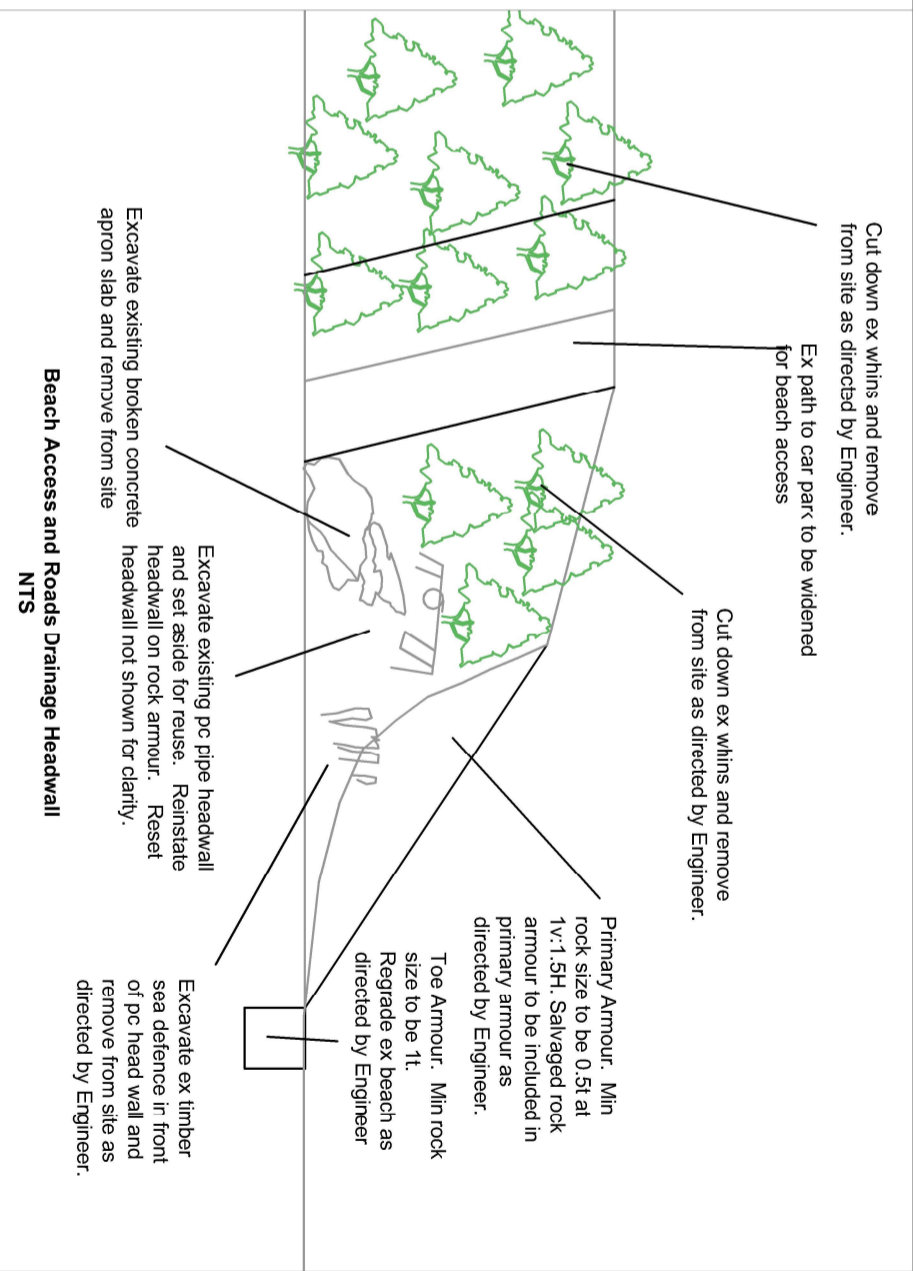 Cut down ex whins and remove
from site as directed by Engineer.
Ex path to car park to be widened
for beach access
Cut down ex whins and remove
from site as directed by Engineer.
Primary Armour. Min
rock size to be 0.5t at
1v:1.5H. Salvaged rock
armour to be included in
primary armour as
directed by Engineer.
Toe Armour. Min rock
size to be 1t.
Regrade ex beach as
directed by Engineer
Excavate existing broken concrete
apron slab and remove from site
Excavate existing pc pipe headwall
and set aside for reuse. Reinstate
headwall on rock armour. Reset
headwall not shown for clarity.
Excavate ex timber
sea defence in front
of pc head wall and
remove from site as
directed by Engineer.
Beach Access and Roads Drainage Headwall
NTS